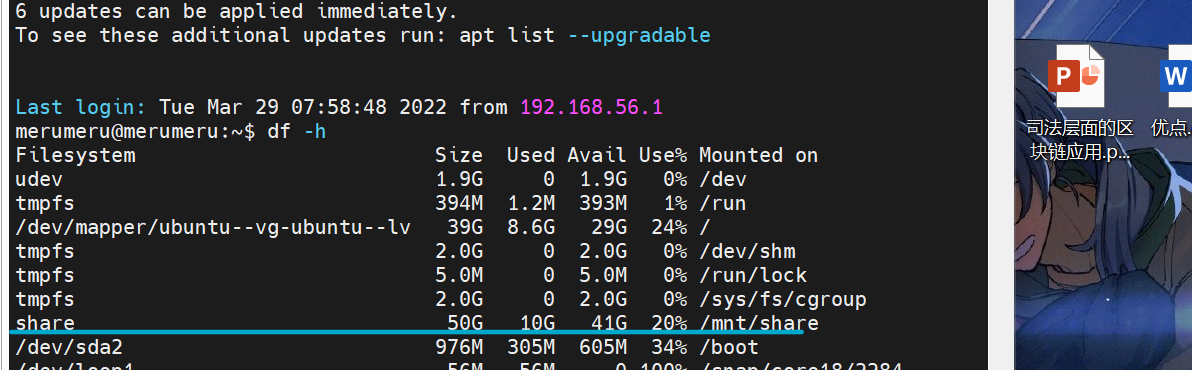 6 updates can be applied immediately.
To see these additional updates run: apt list --upgradable
Last login: Tue Mar 29 07:58:48 2022 from 192.168.56.1
merumeru@merumeru:~$ df -h
Filesystem Size Used Avail Use% Mounted on
udev 1.9G 0 1.9G 0% /dev
tmpfs 394M 1.2M 393M 1% /run
/dev/mapper/ubuntu--vg-ubuntu--lv 39G 8.6G 29G 24% /
tmpfs 2.0G 0 2.0G 0% /dev/shm
tmpfs 5.0M 0 5.0M 0% /run/lock
tmpfs 2.0G 0 2.0G 0% /sys/fs/cgroup
share 50G 10G 41G 20% /mnt/share
/dev/sda2 976M 305M 605M 34% /boot
/dev/loop1 56M 56M 0 100% /snap/core18/2284
P
司法层面的区
块链应用.p...
W
优点.